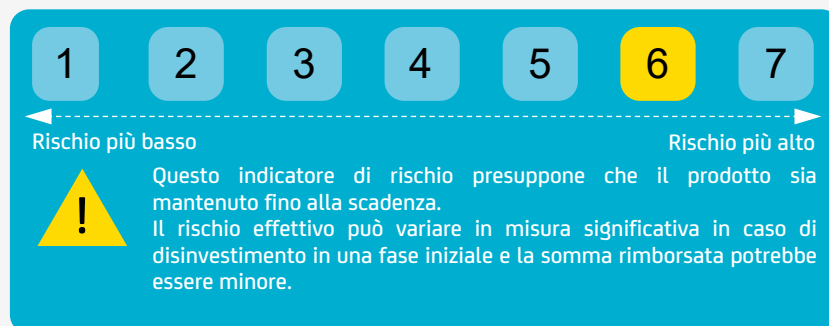 1 2 3 4 5 6 7
Rischio più basso Rischio più alto
!
Questo indicatore di rischio presuppone che il prodotto sia
mantenuto fino alla scadenza.
Il rischio effettivo può variare in misura significativa in caso di
disinvestimento in una fase iniziale e la somma rimborsata potrebbe
essere minore.